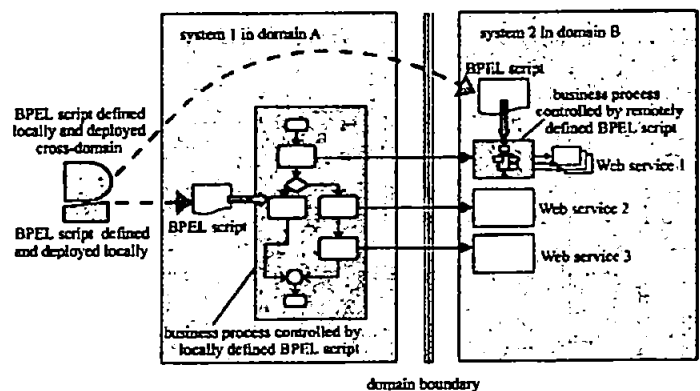 system 1 in domain A
system 2 In domain B
BPEL script
BPEL script defined
locally and deployed
cross-domain
business process
controlled by remotely
defined BPEL script
Web service 1
BPEL script
Web service 2
BPEL script defined
and deployed locally
Web service 3
business process controlled by
locally defined BPEL script
domain boundary